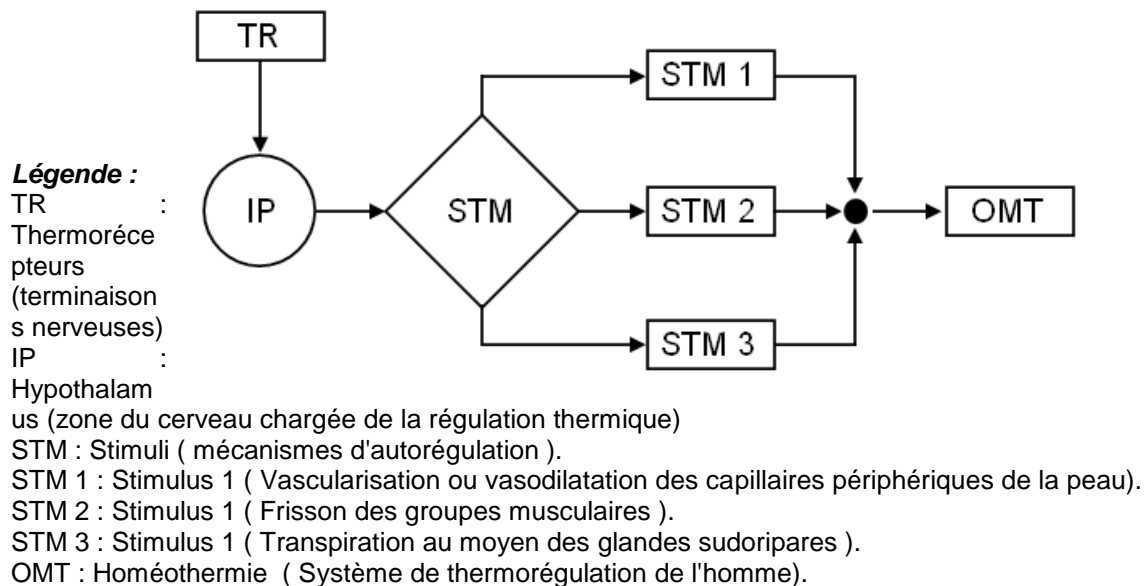 TR
STM 1
IP
STM
STM 2
OMT
STM 3
Légende :
TR :
Thermoréce
pteurs
(terminaison
s nerveuses)
IP :
Hypothalam
us (zone du cerveau chargée de la régulation thermique)
STM : Stimuli ( mécanismes d'autorégulation ).
STM 1 : Stimulus 1 ( Vascularisation ou vasodilatation des capillaires périphériques de la peau).
STM 2 : Stimulus 1 ( Frisson des groupes musculaires ).
STM 3 : Stimulus 1 ( Transpiration au moyen des glandes sudoripares ).
OMT : Homéothermie ( Système de thermorégulation de l'homme).